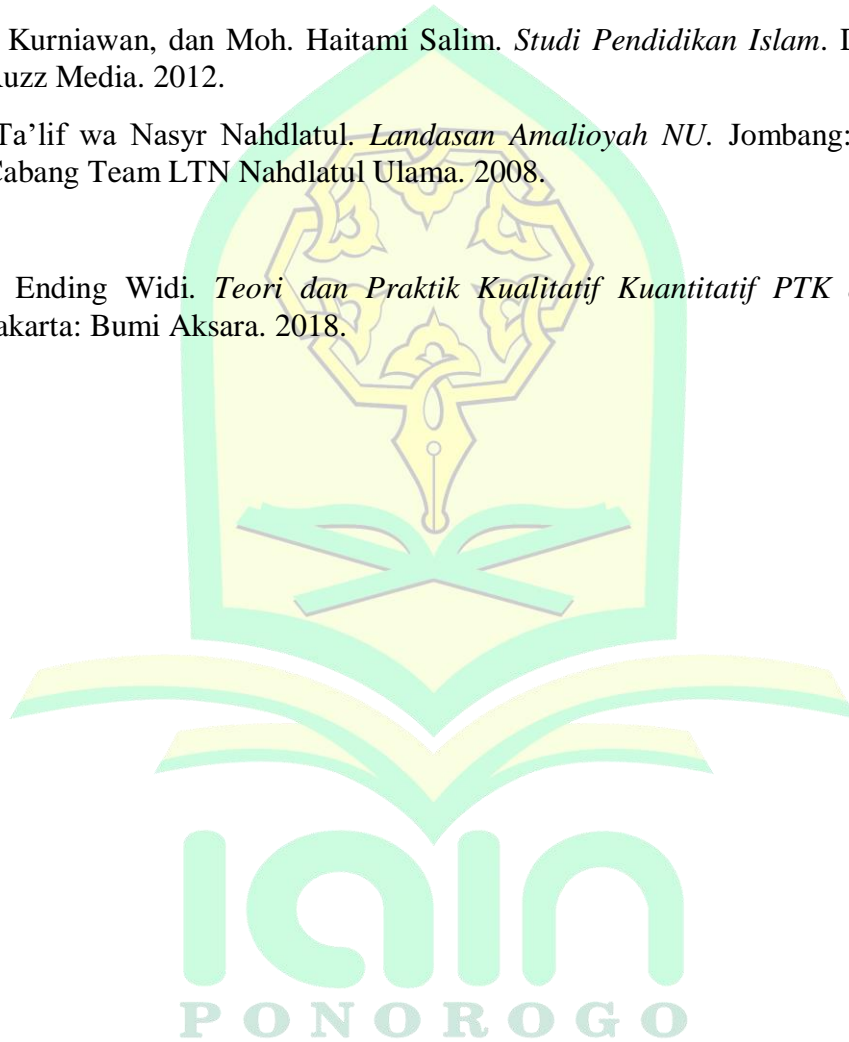 Kurniawan, dan Moh. Haitami Salim. Studi Pendidikan Islam.
uzz Media. 2012.
Ta’lif wa Nasyr Nahdlatul. Landasan Amalioyah NU. Jombang:
Cabang Team LTN Nahdlatul Ulama. 2008.
Ending Widi. Teori dan Praktik Kualitatif Kuantitatif PTK
akarta: Bumi Aksara. 2018.
iain
PONOROGO